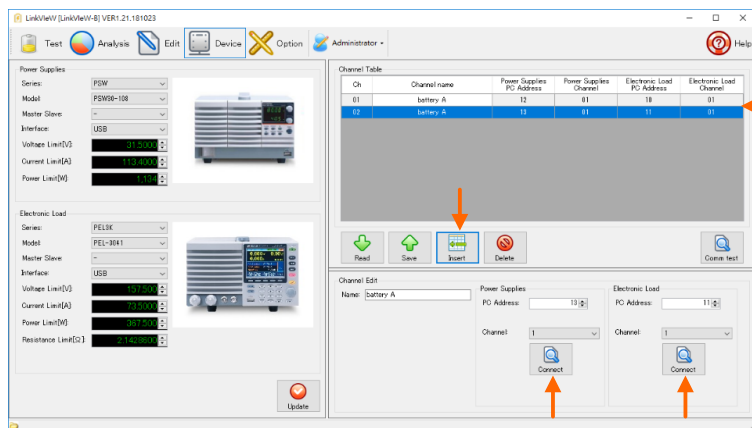 LinkVIeW [LinkVIeW-B] VER1.21.181023
Test Analysis Edit Device Option Administrator Help
Power Supplies
Series: PSW
Model: PSW30-108
Master Slave: -
Interface: USB
Voltage Limit[V]: 31.5000
Current Limit[A]: 113.4000
Power Limit[W]: 1,134
Electronic Load
Series: PEL3K
Model: PEL-3041
Master Slave: -
Interface: USB
Voltage Limit[V]: 157.500
Current Limit[A]: 73.5000
Power Limit[W]: 367.500
Resistance Limit[Ω]: 2.1428800
Update
Channel Table
Ch Channel name Power Supplies PC Address Power Supplies Channel Electronic Load PC Address Electronic Load Channel
01 battery A 12 01 10 01
02 battery A 13 01 11 01
Read Save Insert Delete Comm test
Channel Edit
Name: battery A
Power Supplies
PC Address: 13
Channel: 1
Connect
Electronic Load
PC Address: 11
Channel: 1
Connect